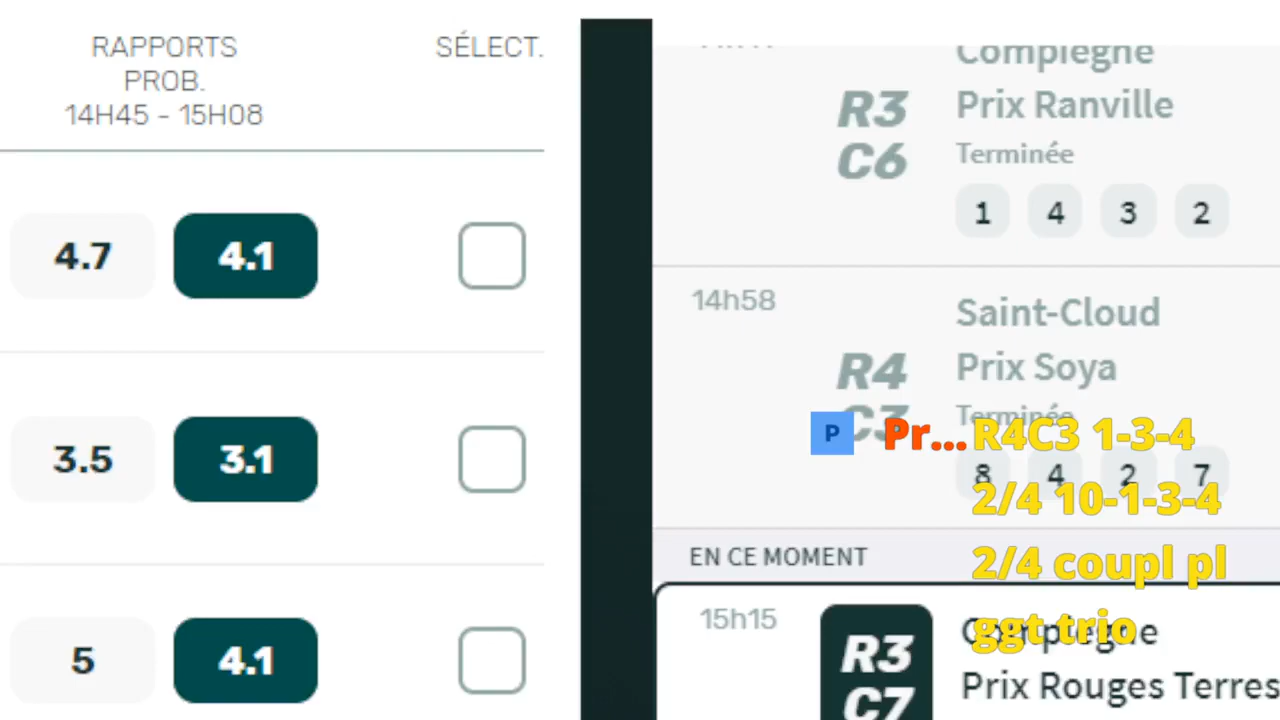 RAPPORTS
PROB.
14H45 - 15H08
SÉLECT.
4.7 4.1
3.5 3.1
5 4.1
Compiègne
R3
C6
Prix Ranville
Terminée
1 4 3 2
14h58
Saint-Cloud
R4
C3
Prix Soya
Terminée
8 4 2 7
P Pr... R4C3 1-3-4
2/4 10-1-3-4
2/4 coupl pl
ggt trio
EN CE MOMENT
15h15
R3
C7
Compiègne
Prix Rouges Terres